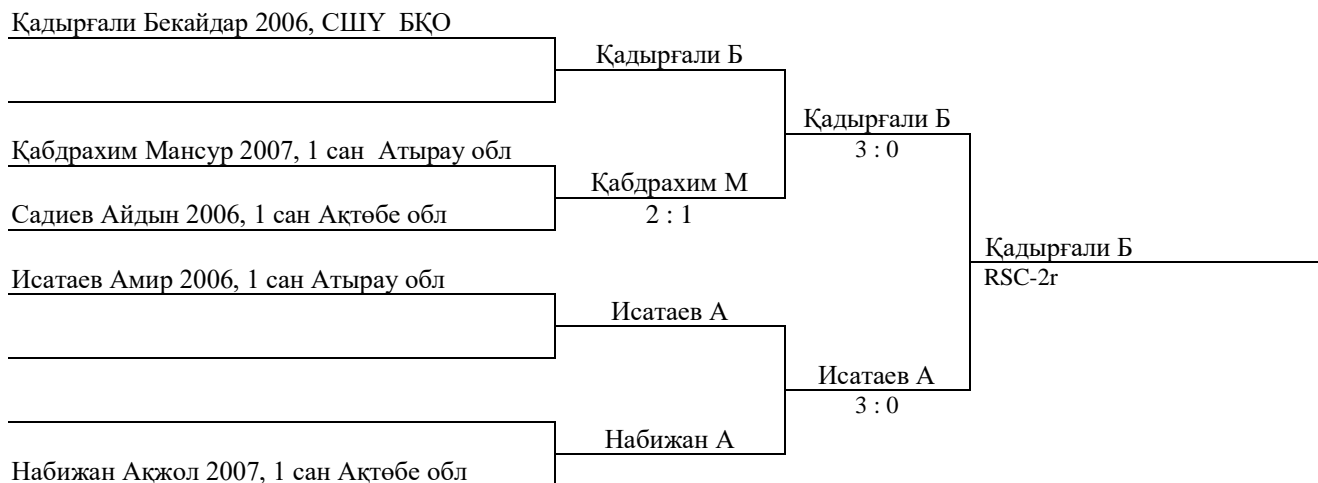 Қадырғали Бекайдар 2006, СШҮ БҚО
Қадырғали Б
Қадырғали Б
3 : 0
Қабдрахим Мансур 2007, 1 сан Атырау обл
Қабдрахим М
2 : 1
Садиев Айдын 2006, 1 сан Ақтөбе обл
Қадырғали Б
RSC-2r
Исатаев Амир 2006, 1 сан Атырау обл
Исатаев А
Исатаев А
3 : 0
Набижан А
Набижан Ақжол 2007, 1 сан Ақтөбе обл